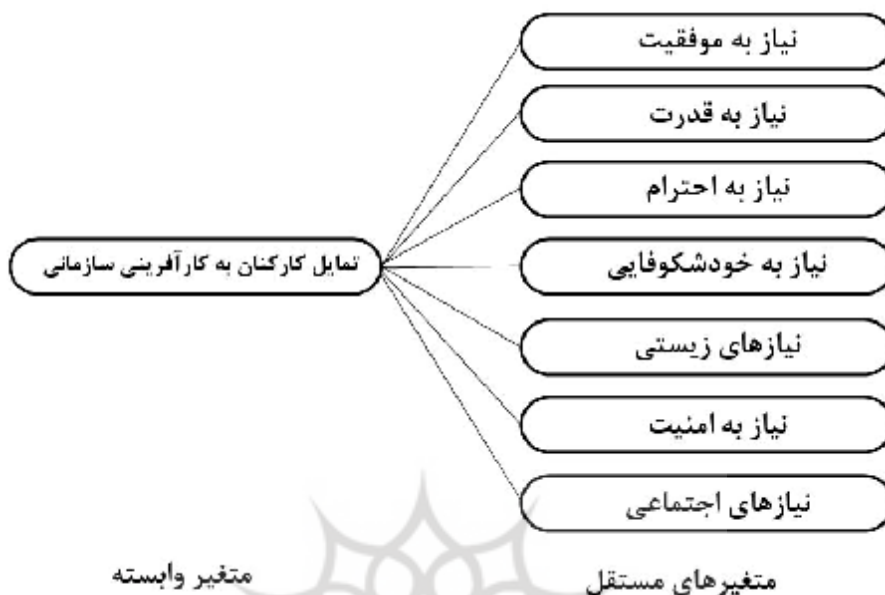 نیاز به موفقیت
نیاز به قدرت
نیاز به احترام
نیاز به خودشکوفایی
نیازهای زیستی
نیاز به امنیت
نیازهای اجتماعی
تمایل کارکنان به کارآفرینی سازمانی
متغیرهای مستقل
متغیر وابسته